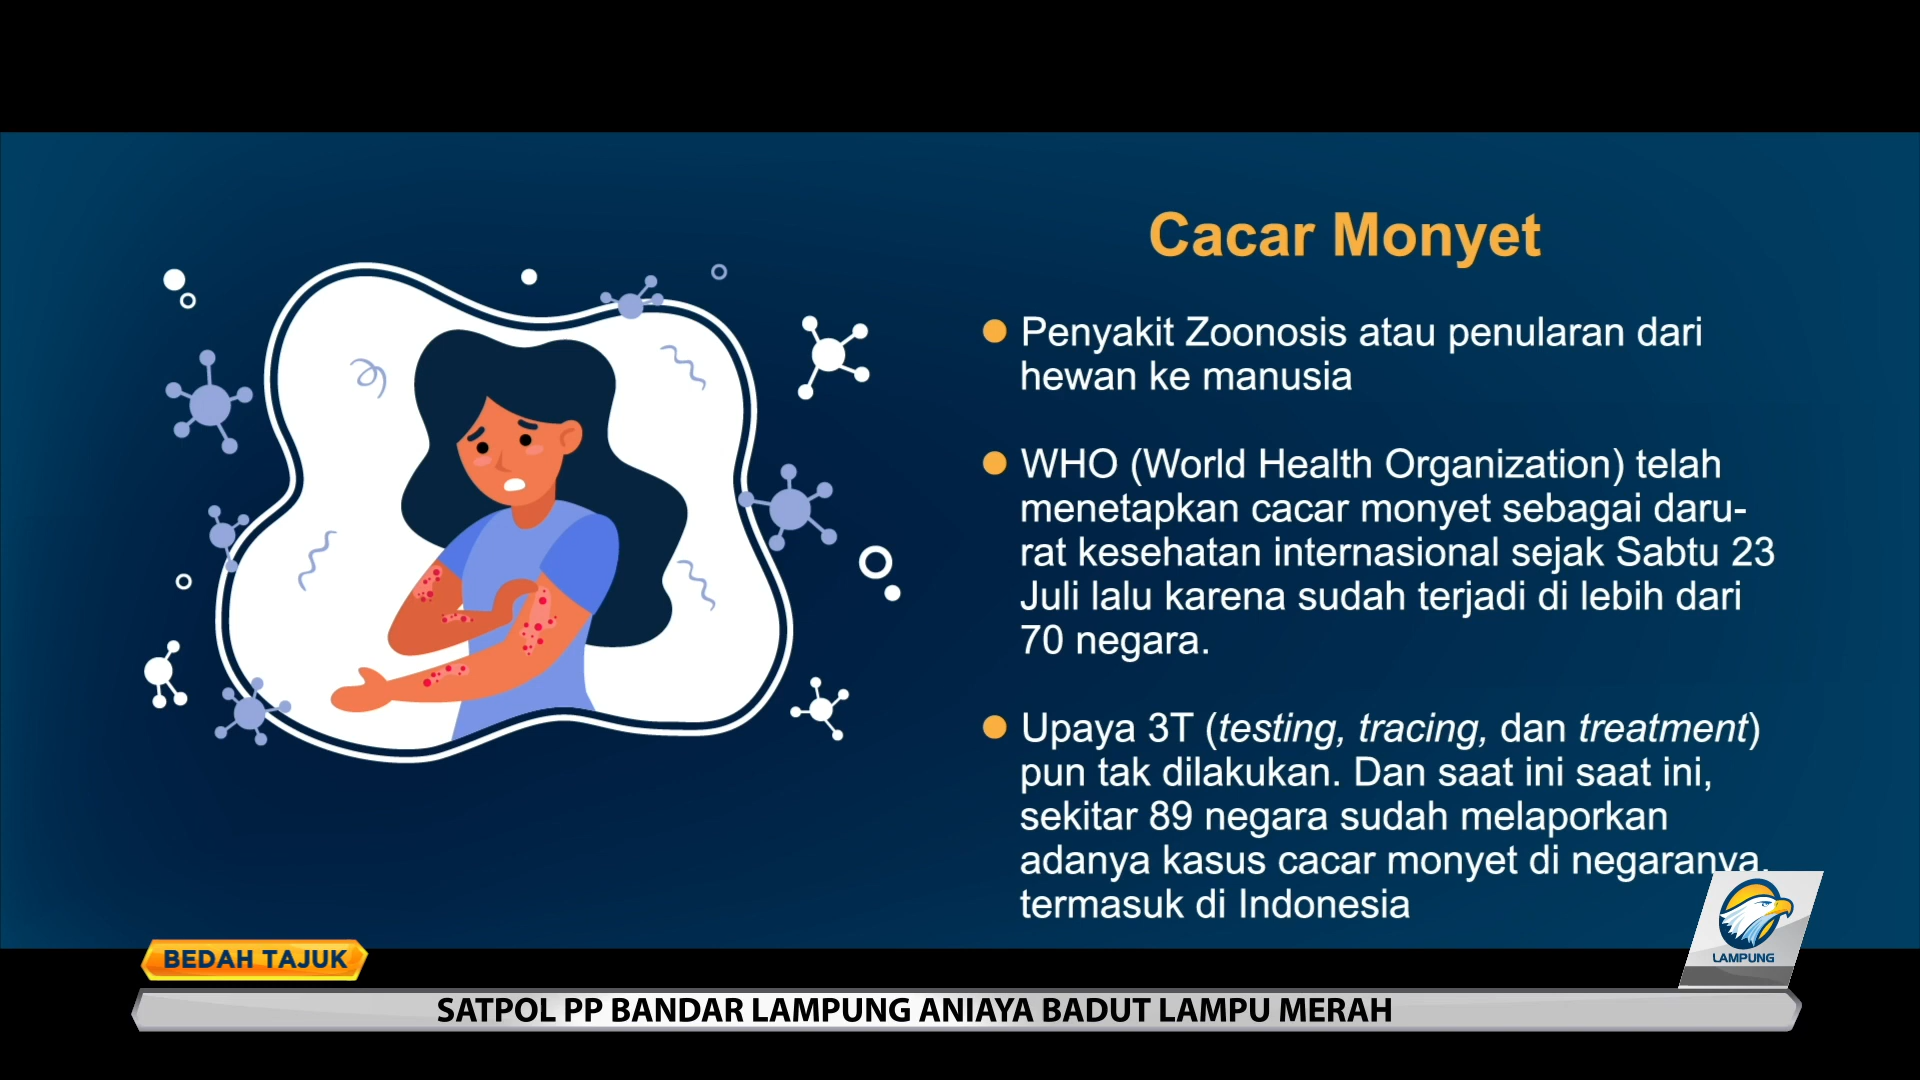 Cacar Monyet
Penyakit Zoonosis atau penularan dari
hewan ke manusia
WHO (World Health Organization) telah
menetapkan cacar monyet sebagai daru-
rat kesehatan internasional sejak Sabtu 23
Juli lalu karena sudah terjadi di lebih dari
70 negara.
Upaya 3T (testing, tracing, dan treatment)
pun tak dilakukan. Dan saat ini saat ini,
sekitar 89 negara sudah melaporkan
adanya kasus cacar monyet di negaranya.
termasuk di Indonesia
LAMPUNG
BEDAH TAJUK
SATPOL PP BANDAR LAMPUNG ANIAYA BADUT LAMPU MERAH